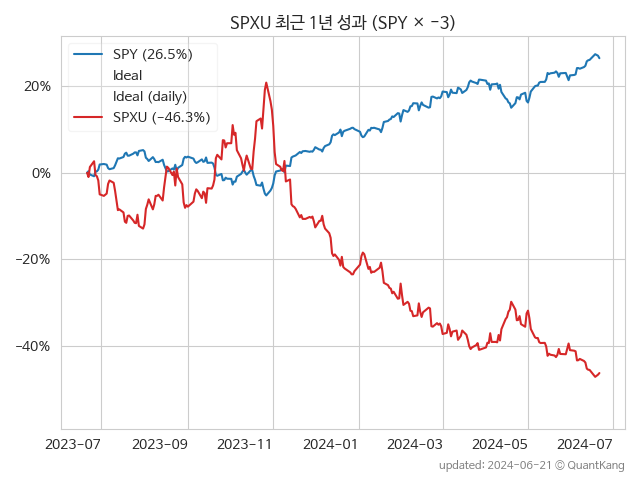 SPXU 최근 1년 성과 (SPY × −3)
SPY (26.5%)
Ideal
Ideal (daily)
SPXU (−46.3%)
20%
0%
−20%
−40%
2023-07
2023-09
2023-11
2024-01
2024-03
2024-05
2024-07
updated: 2024-06-21 © QuantKang